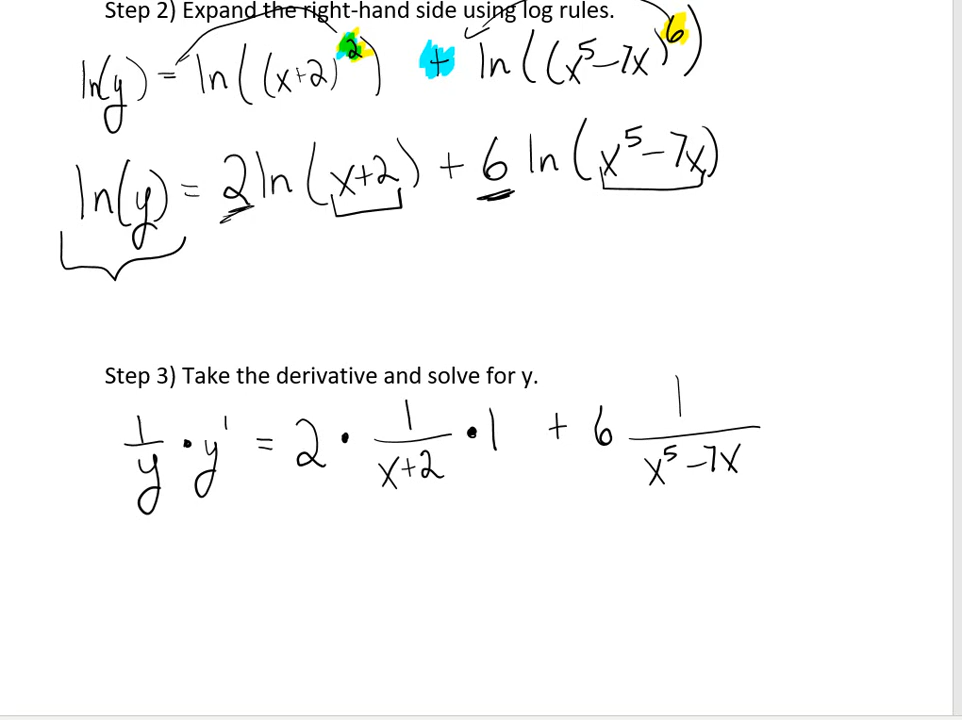 Step 2) Expand the right-hand side using log rules.
ln(y) = ln((x+2)^2) + ln((x^5-7x)^6)
ln(y) = 2ln(x+2) + 6 ln(x^5-7x)
Step 3) Take the derivative and solve for y.
1/y • y' = 2 • 1/(x+2) • 1 + 6 1/(x^5-7x)